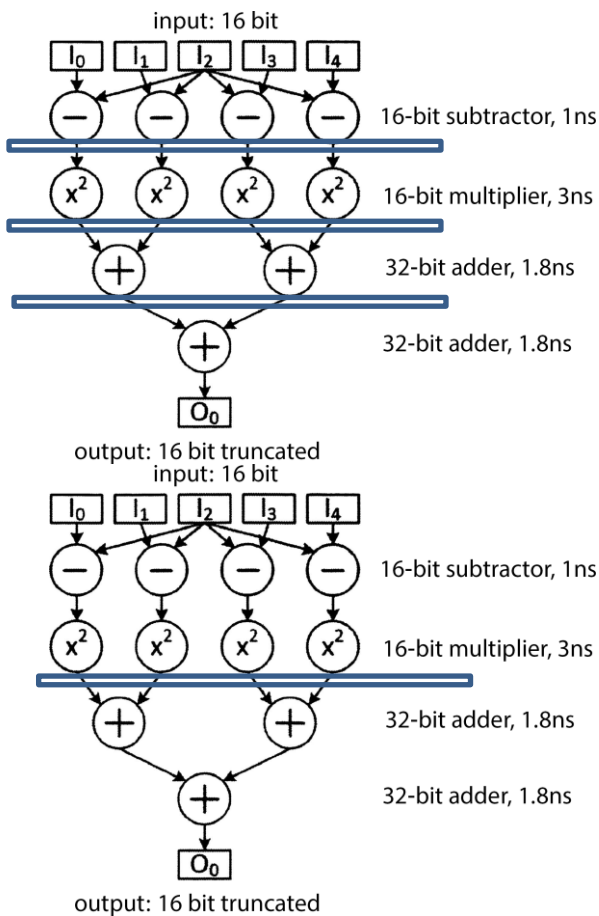 input: 16 bit
I₀ I₁ I₂ I₃ I₄
− − − − 16-bit subtractor, 1ns
x² x² x² x² 16-bit multiplier, 3ns
+ + 32-bit adder, 1.8ns
+ 32-bit adder, 1.8ns
O₀
output: 16 bit truncated
input: 16 bit
I₀ I₁ I₂ I₃ I₄
− − − − 16-bit subtractor, 1ns
x² x² x² x² 16-bit multiplier, 3ns
+ + 32-bit adder, 1.8ns
+ 32-bit adder, 1.8ns
O₀
output: 16 bit truncated